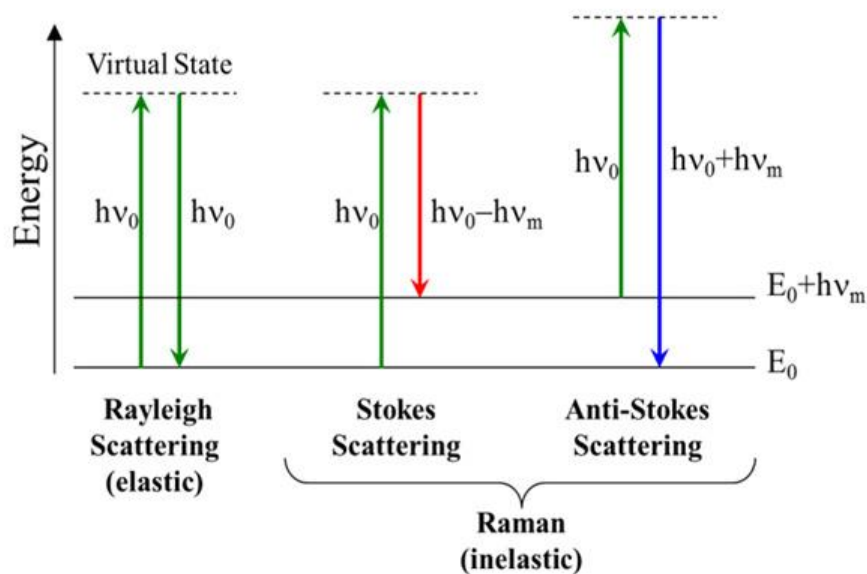 Energy
Virtual State
hν₀
hν₀
hν₀
hν₀–hνₘ
hν₀
hν₀+hνₘ
E₀+hνₘ
E₀
Rayleigh
Scattering
(elastic)
Stokes
Scattering
Anti-Stokes
Scattering
Raman
(inelastic)